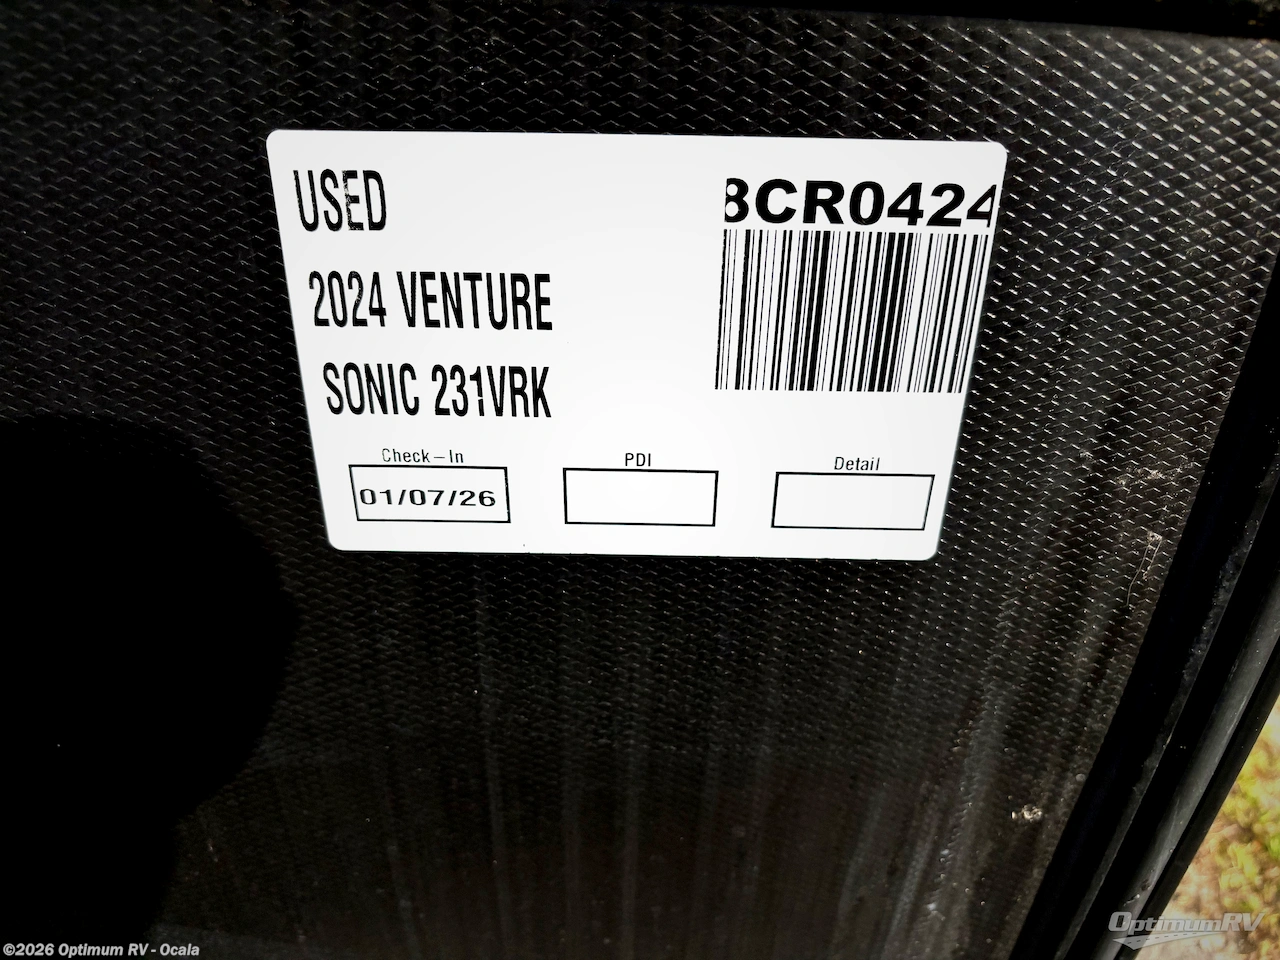 USED
8CR0424
2024 VENTURE
SONIC 231VRK
Check-In
PDI
Detail
01/07/26
©2026 Optimum RV - Ocala
OptimumRV